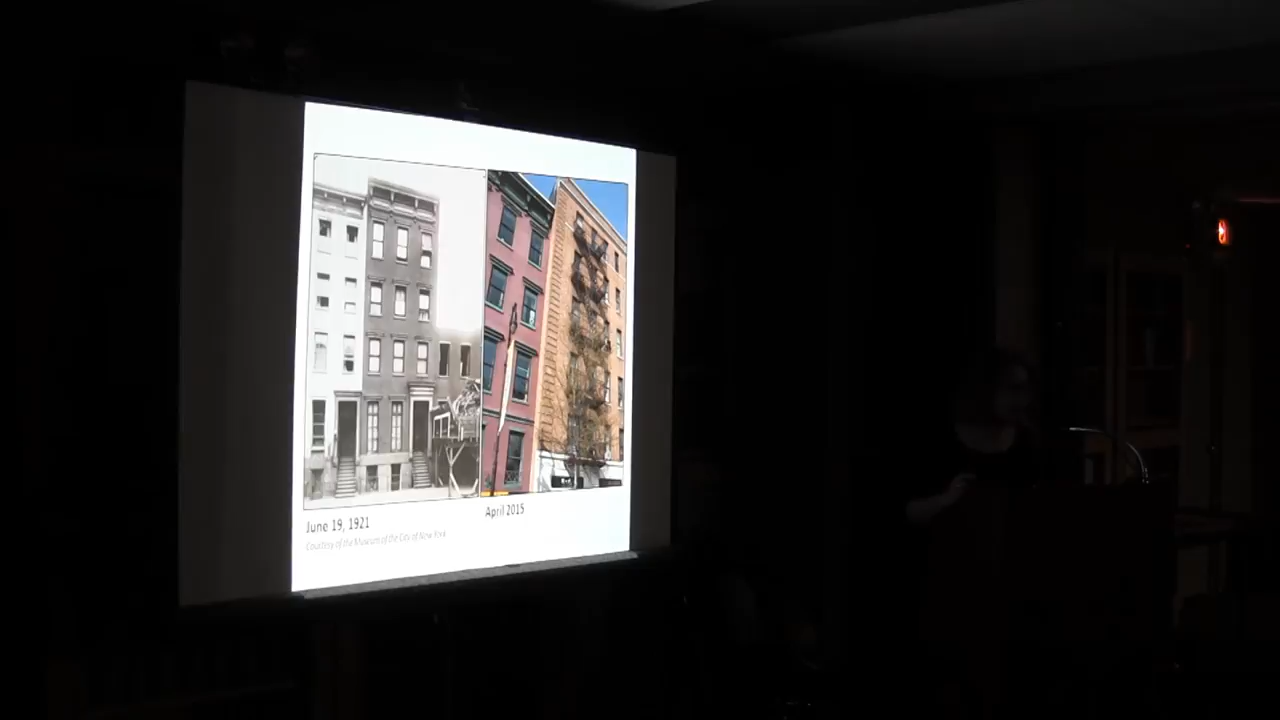 June 19, 1921
Courtesy of the Museum of the City of New York
April 2015